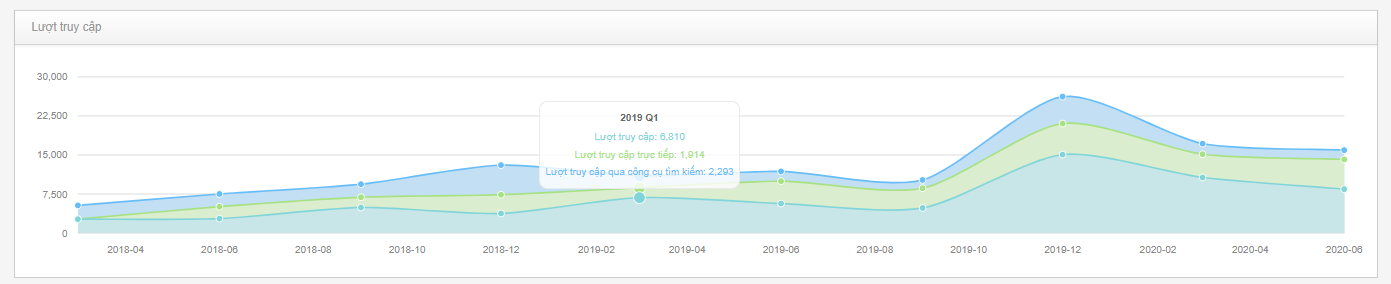 Lượt truy cập
30,000
22,500
15,000
7,500
0
2019 Q1
Lượt truy cập: 6,810
Lượt truy cập trực tiếp: 1,914
Lượt truy cập qua công cụ tìm kiếm: 2,293
2018-04 2018-06 2018-08 2018-10 2018-12 2019-02 2019-04 2019-06 2019-08 2019-10 2019-12 2020-02 2020-04 2020-06